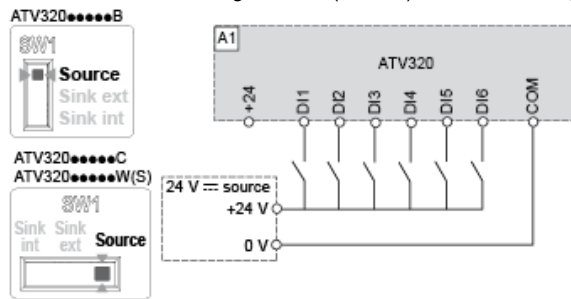 ATV320●●●●●B
SW1
Source
Sink ext
Sink int
ATV320●●●●●C
ATV320●●●●●W(S)
SW1
Sink int
Sink ext
Source
A1
ATV320
+24
DI1
DI2
DI3
DI4
DI5
DI6
COM
24 V ⎓ source
+24 V
0 V